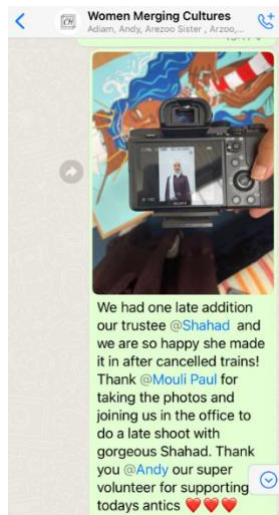 Women Merging Cultures
Adiam, Andy, Arezoo Sister, Arzoo,...
We had one late addition
our trustee @Shahad and
we are so happy she made
it in after cancelled trains!
Thank @Mouli Paul for
taking the photos and
joining us in the office to
do a late shoot with
gorgeous Shahad. Thank
you @Andy our super
volunteer for supporting
todays antics